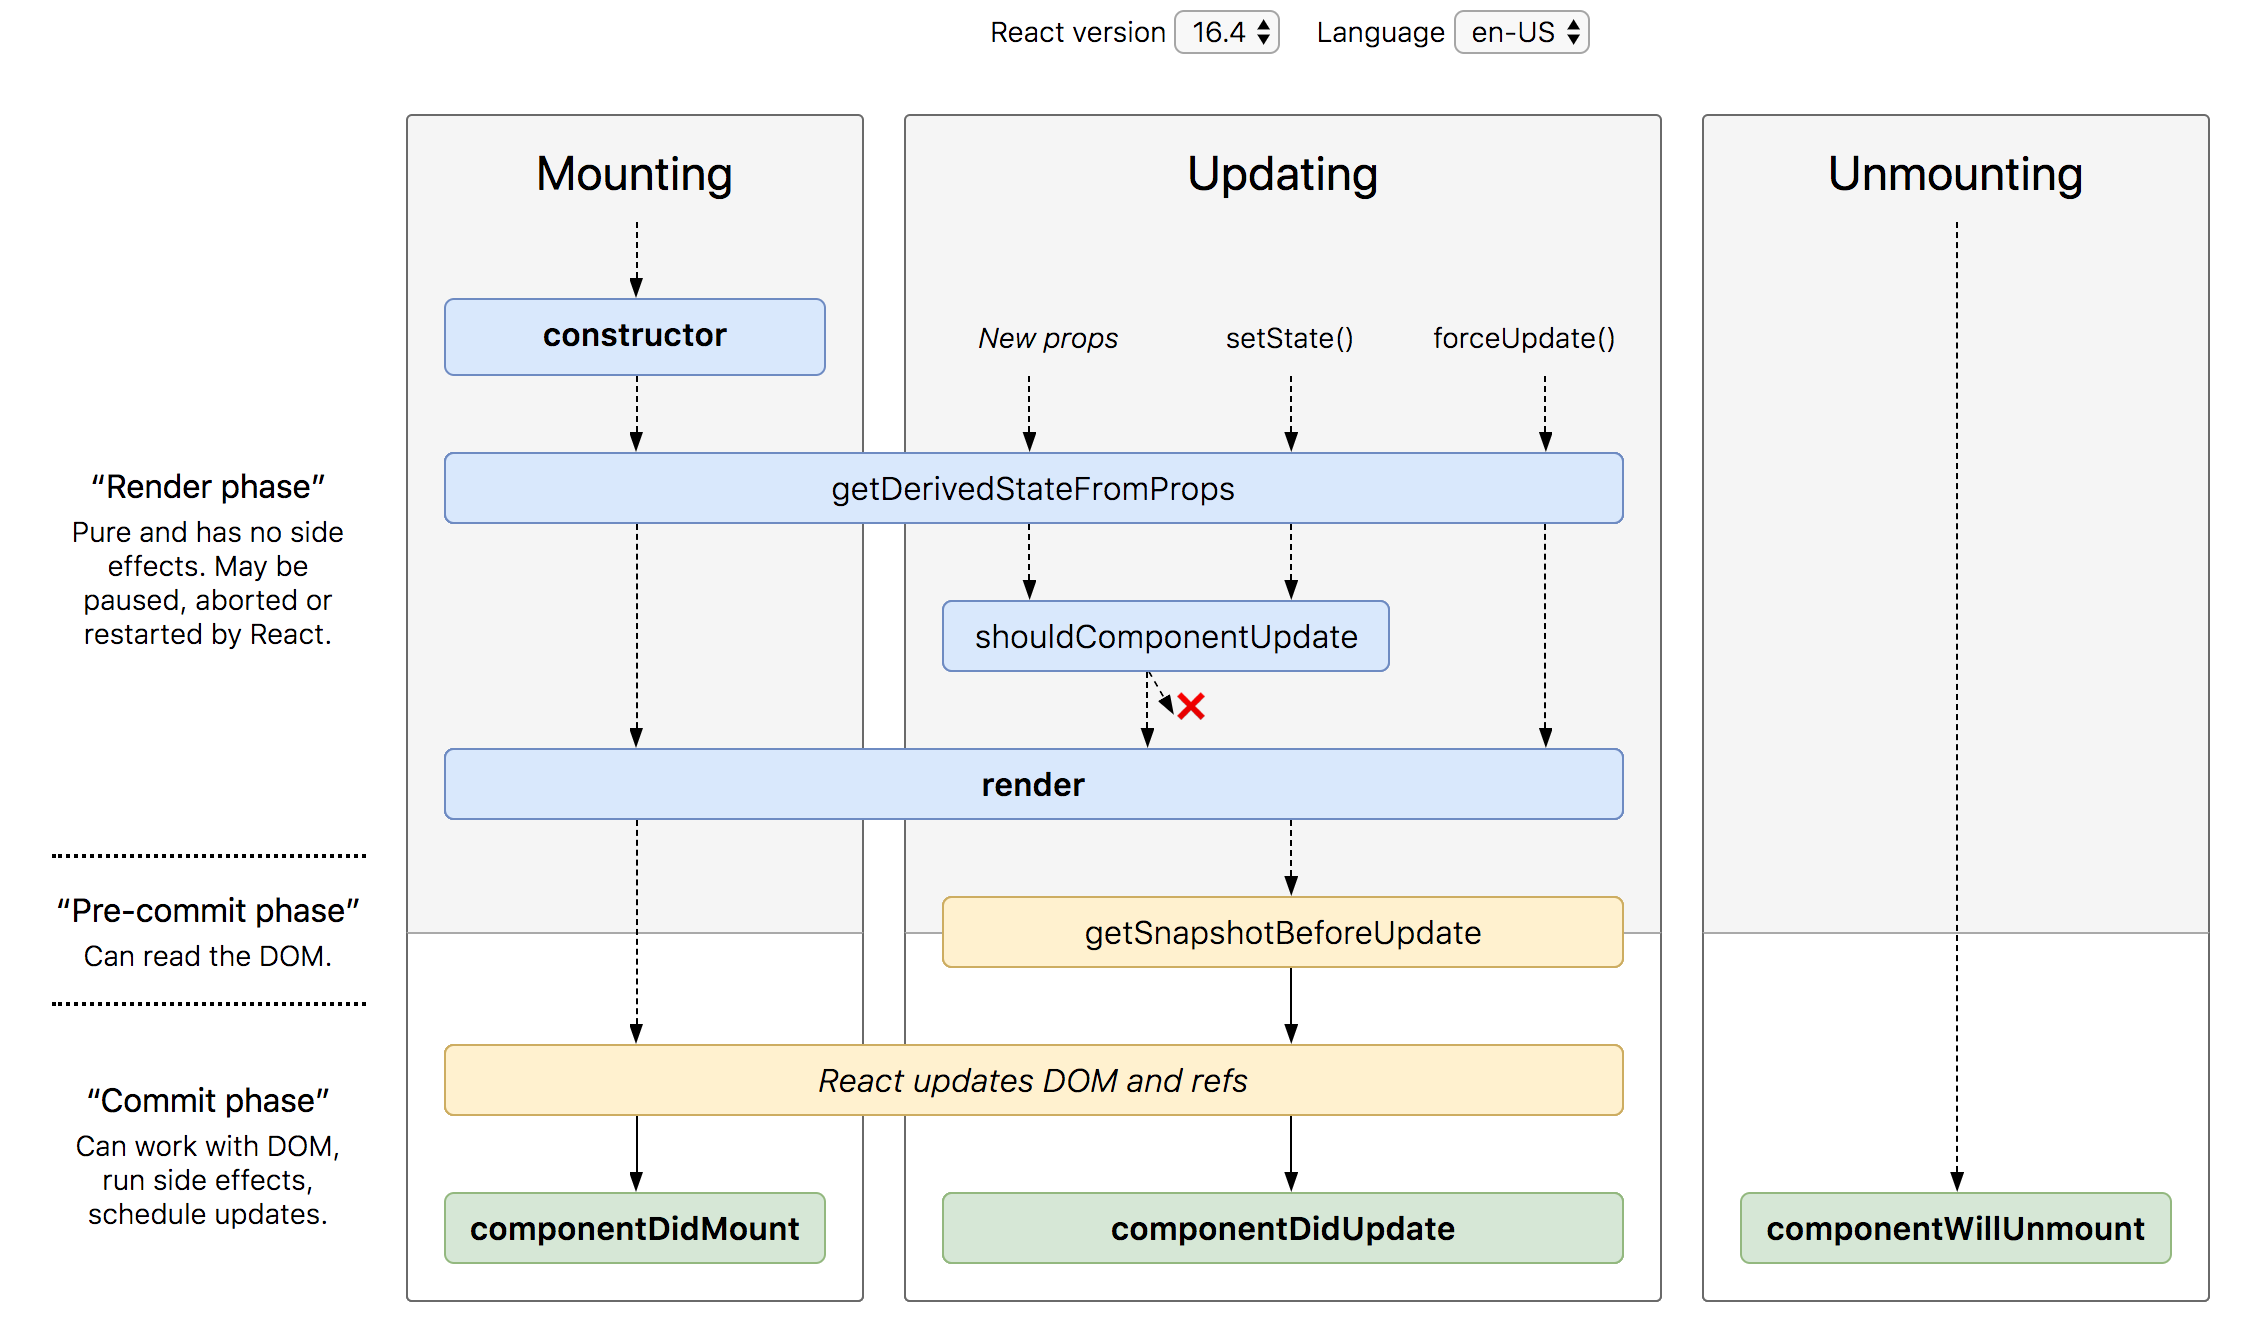 React version 16.4 Language en-US
Mounting
Updating
Unmounting
constructor
New props
setState()
forceUpdate()
“Render phase”
Pure and has no side
effects. May be
paused, aborted or
restarted by React.
getDerivedStateFromProps
shouldComponentUpdate
render
“Pre-commit phase”
Can read the DOM.
getSnapshotBeforeUpdate
“Commit phase”
Can work with DOM,
run side effects,
schedule updates.
React updates DOM and refs
componentDidMount
componentDidUpdate
componentWillUnmount